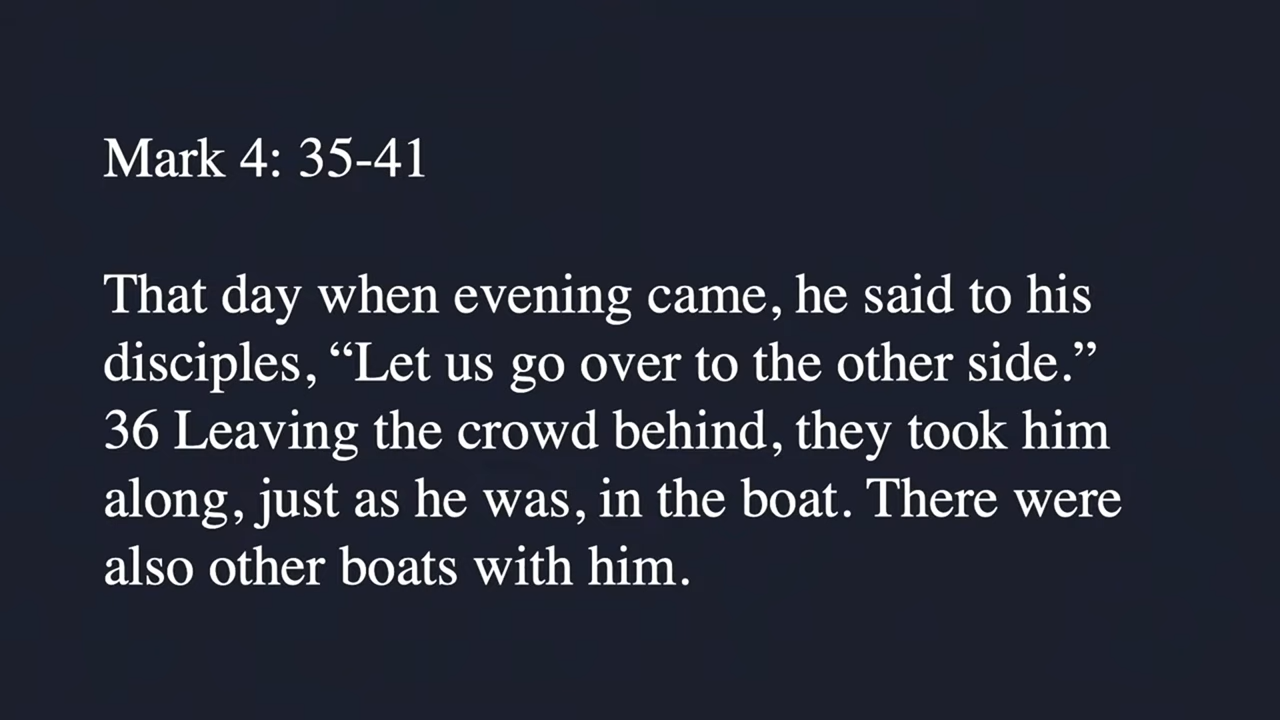 Mark 4: 35-41
That day when evening came, he said to his
disciples, “Let us go over to the other side.”
36 Leaving the crowd behind, they took him
along, just as he was, in the boat. There were
also other boats with him.